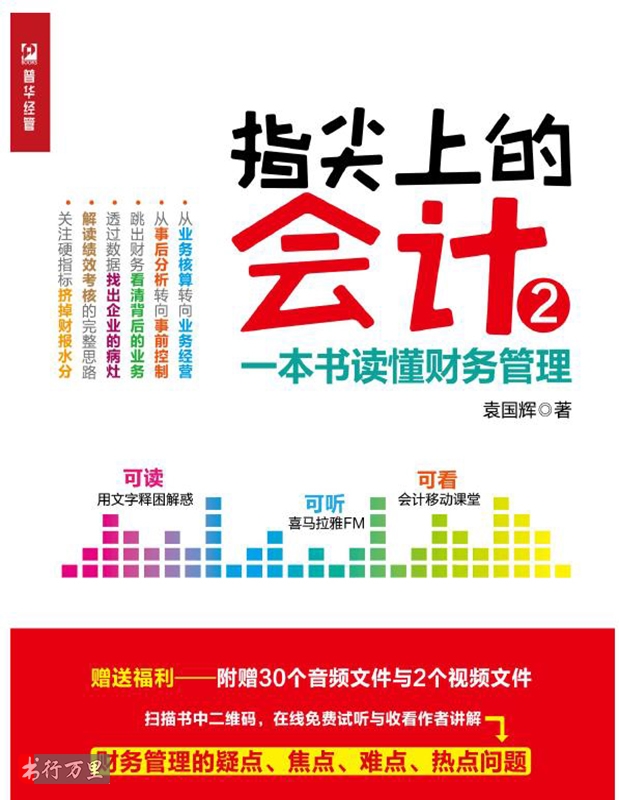 BOOKS
普华经管
指尖上的
会计2
一本书读懂财务管理
袁国辉◎著
•从业务核算转向业务经营
•从事后分析转向事前控制
•跳出财务看清背后的业务
•透过数据找出企业的病灶
•解读绩效考核的完整思路
•关注硬指标挤掉财报水分
可读
用文字释困解惑
可听
喜马拉雅FM
可看
会计移动课堂
赠送福利——附赠30个音频文件与2个视频文件
扫描书中二维码，在线免费试听与收看作者讲解
财务管理的疑点、焦点、难点、热点问题
书行万里